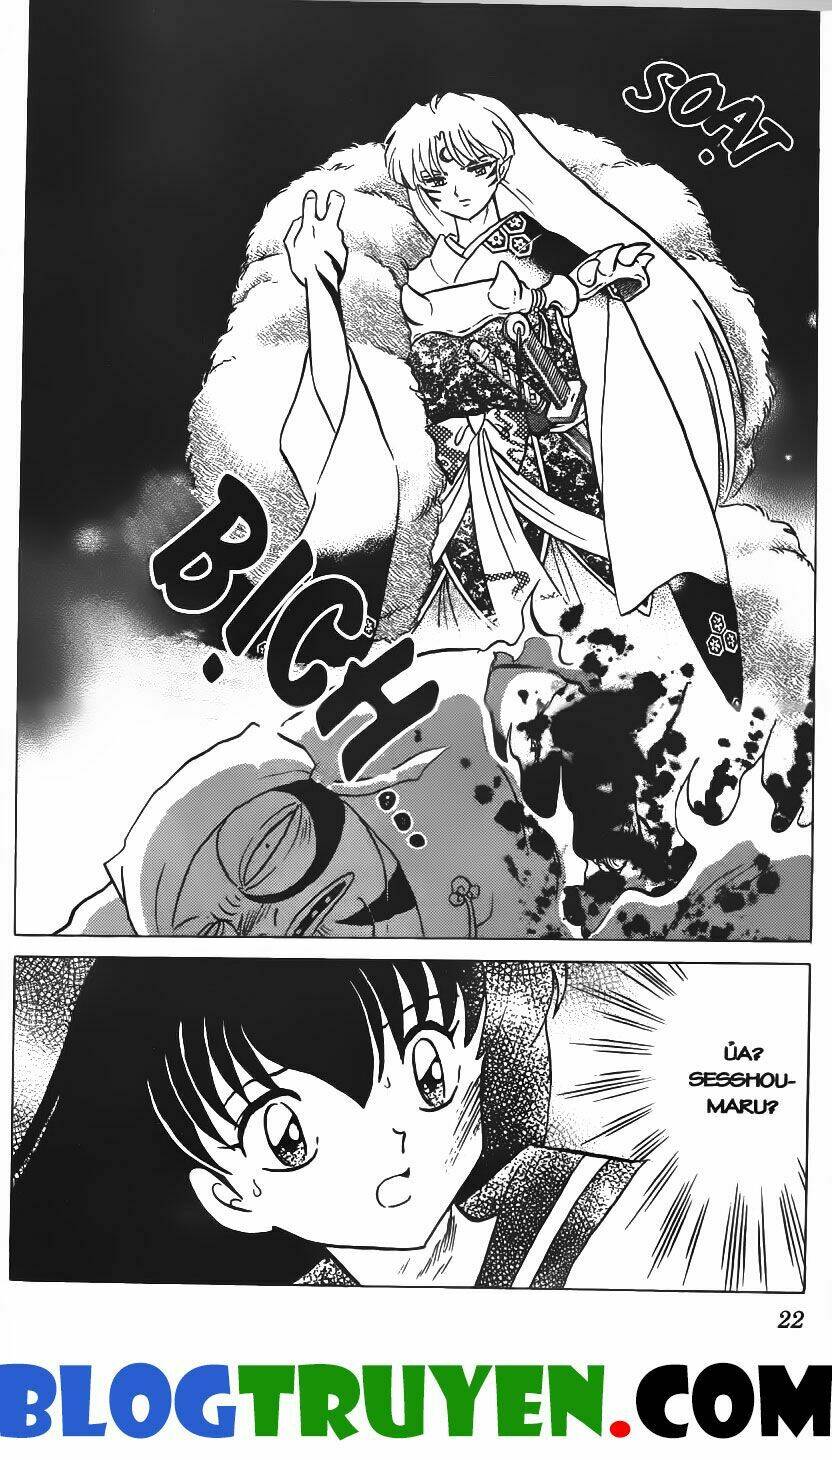 SOẠT
BỊCH...
ỦA?
SESSHOU-
MARU?
22
BLOGTRUYEN.COM